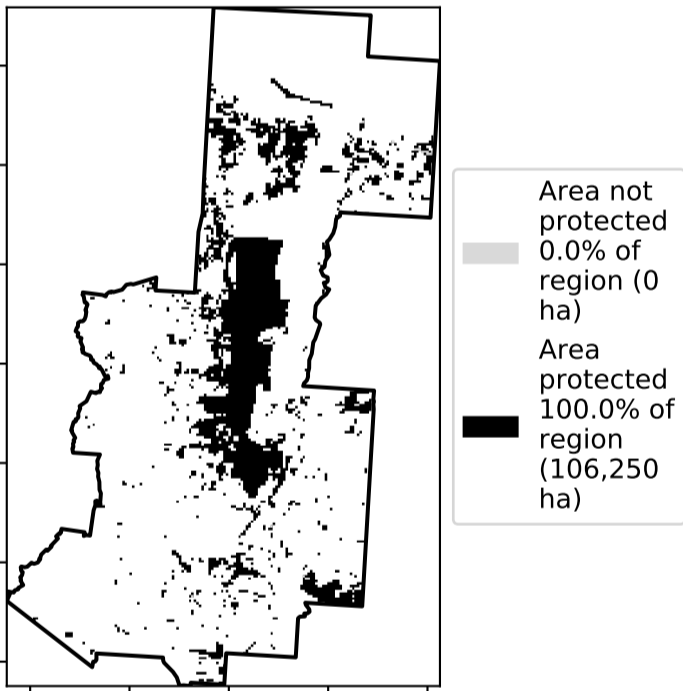 Area not
protected
0.0% of
region (0
ha)
Area
protected
100.0% of
region
(106,250
ha)